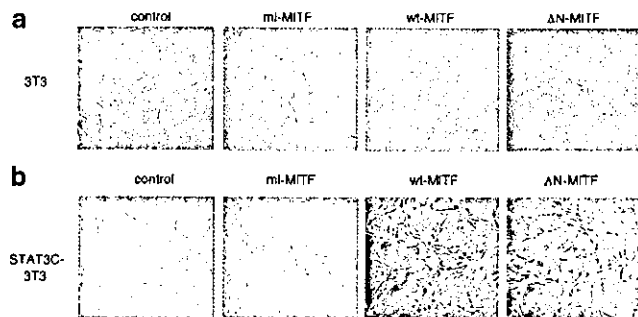 a
control mi-MITF wt-MITF ΔN-MITF
3T3
b
control mi-MITF wt-MITF ΔN-MITF
STAT3C-
3T3